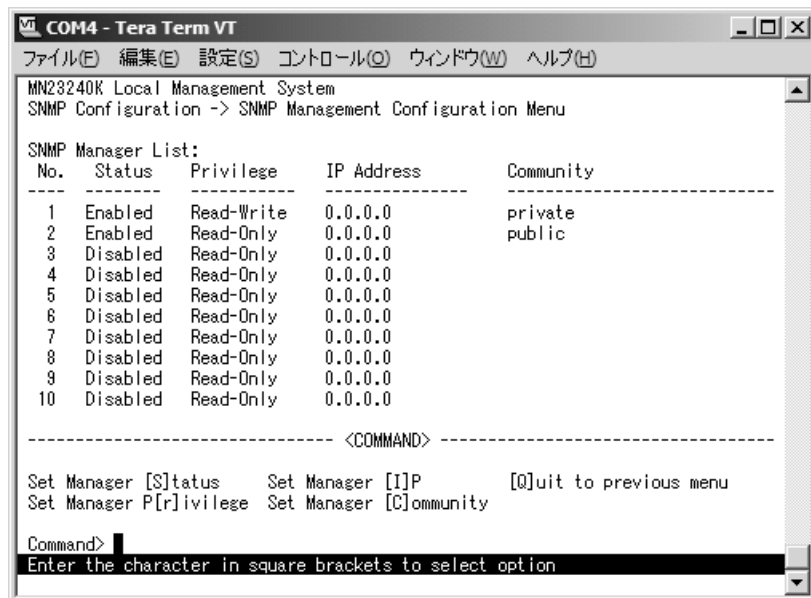 COM4 - Tera Term VT
ファイル(F) 編集(E) 設定(S) コントロール(O) ウィンドウ(W) ヘルプ(H)
MN23240K Local Management System
SNMP Configuration -> SNMP Management Configuration Menu
SNMP Manager List:
No. Status Privilege IP Address Community
---- -------- ----------- --------------- ----------------------------
1 Enabled Read-Write 0.0.0.0 private
2 Enabled Read-Only 0.0.0.0 public
3 Disabled Read-Only 0.0.0.0
4 Disabled Read-Only 0.0.0.0
5 Disabled Read-Only 0.0.0.0
6 Disabled Read-Only 0.0.0.0
7 Disabled Read-Only 0.0.0.0
8 Disabled Read-Only 0.0.0.0
9 Disabled Read-Only 0.0.0.0
10 Disabled Read-Only 0.0.0.0
-------------------------------- <COMMAND> -----------------------------------
Set Manager [S]tatus Set Manager [I]P [Q]uit to previous menu
Set Manager P[r]ivilege Set Manager [C]ommunity
Command>
Enter the character in square brackets to select option